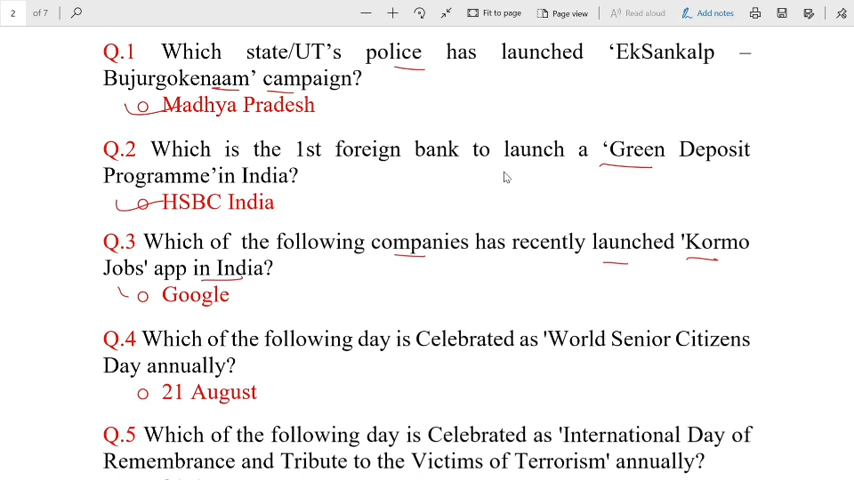 2 of 7 Fit to page Page view Read aloud Add notes
Q.1 Which state/UT's police has launched ‘EkSankalp –
Bujurgokenaam’ campaign?
Madhya Pradesh
Q.2 Which is the 1st foreign bank to launch a ‘Green Deposit
Programme’in India?
HSBC India
Q.3 Which of the following companies has recently launched 'Kormo
Jobs' app in India?
Google
Q.4 Which of the following day is Celebrated as 'World Senior Citizens
Day annually?
21 August
Q.5 Which of the following day is Celebrated as 'International Day of
Remembrance and Tribute to the Victims of Terrorism' annually?